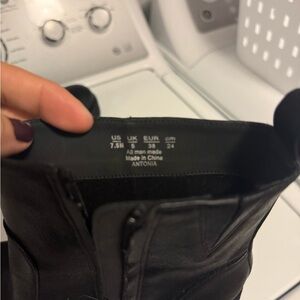 US UK EUR cm
7.5M 5 38 24
All man made
Made in China
ANTONIA